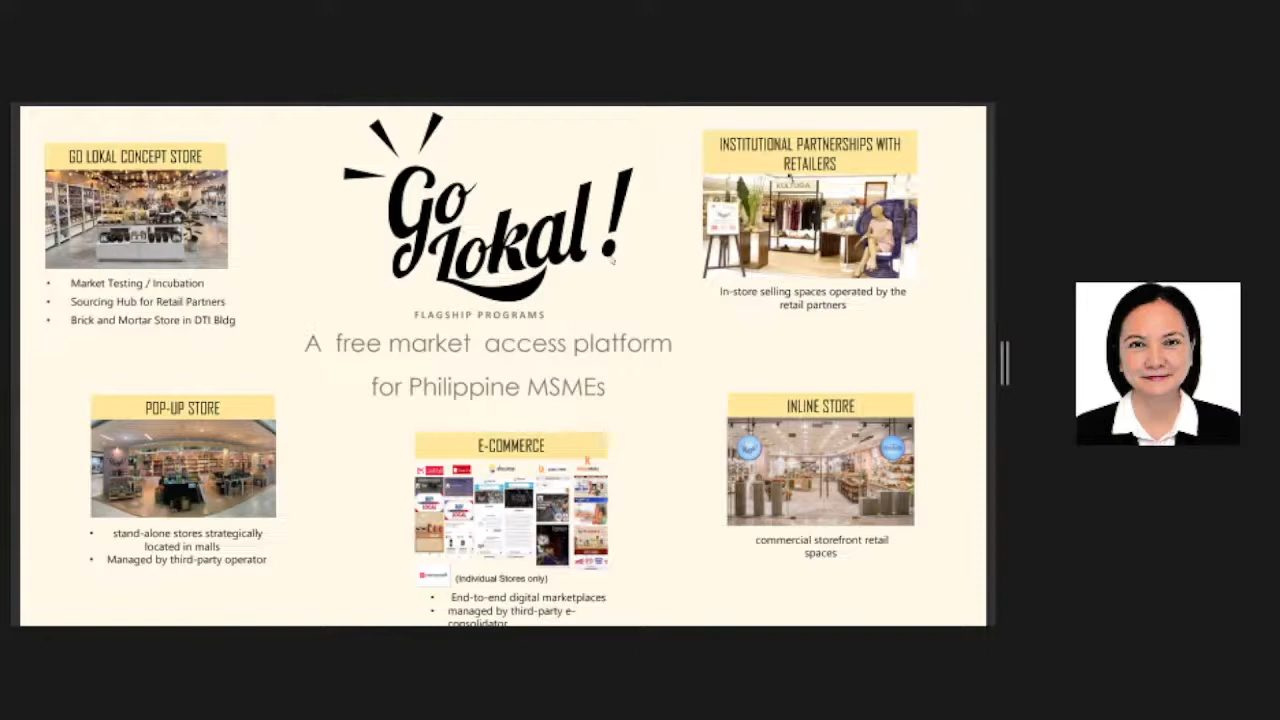 GO LOKAL CONCEPT STORE
• Market Testing / Incubation
• Sourcing Hub for Retail Partners
• Brick and Mortar Store in DTI Bldg
Go
Lokal!
FLAGSHIP PROGRAMS
A free market access platform
for Philippine MSMEs
INSTITUTIONAL PARTNERSHIPS WITH
RETAILERS
KULTURA
In-store selling spaces operated by the
retail partners
POP-UP STORE
• stand-alone stores strategically
located in malls
• Managed by third-party operator
E-COMMERCE
(Individual Stores only)
• End-to-end digital marketplaces
• managed by third-party e-
consolidator
INLINE STORE
commercial storefront retail
spaces